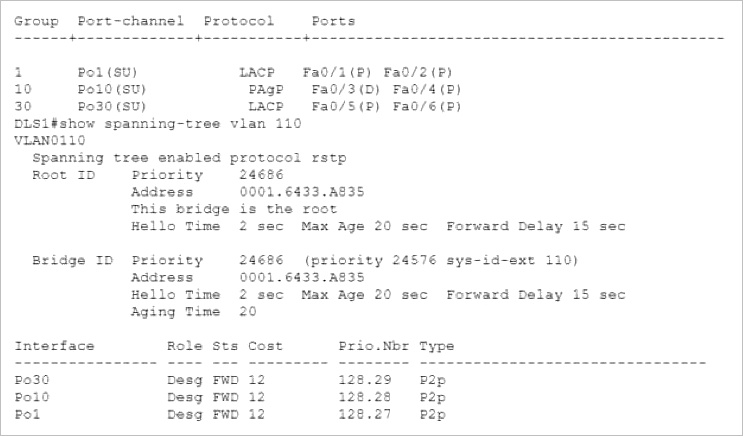 Group  Port-channel  Protocol    Ports
------+-------------+-----------+-----------------------------------------------
1      Po1(SU)           LACP   Fa0/1(P) Fa0/2(P)
10     Po10(SU)           PAgP   Fa0/3(D) Fa0/4(P)
30     Po30(SU)           LACP   Fa0/5(P) Fa0/6(P)
DLS1#show spanning-tree vlan 110
VLAN0110
  Spanning tree enabled protocol rstp
  Root ID    Priority    24686
             Address     0001.6433.A835
             This bridge is the root
             Hello Time  2 sec  Max Age 20 sec  Forward Delay 15 sec
  Bridge ID  Priority    24686  (priority 24576 sys-id-ext 110)
             Address     0001.6433.A835
             Hello Time  2 sec  Max Age 20 sec  Forward Delay 15 sec
             Aging Time  20
Interface        Role Sts Cost      Prio.Nbr Type
---------------- ---- --- --------- -------- --------------------------------
Po30             Desg FWD 12        128.29   P2p
Po10             Desg FWD 12        128.28   P2p
Po1              Desg FWD 12        128.27   P2p